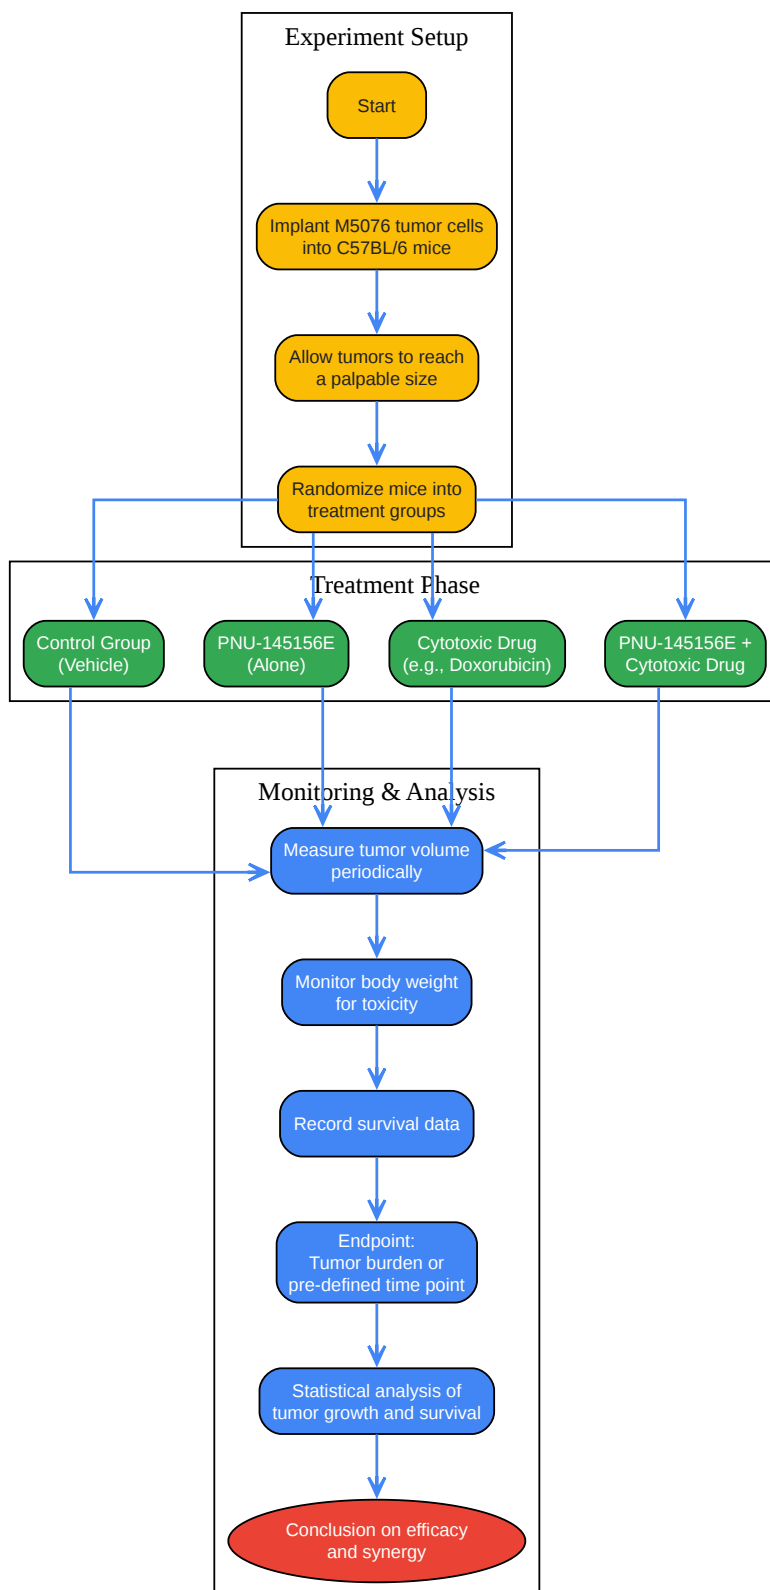 Experiment Setup
Start
Implant M5076 tumor cells
into C57BL/6 mice
Allow tumors to reach
a palpable size
Randomize mice into
treatment groups
Treatment Phase
Control Group
(Vehicle)
PNU-145156E
(Alone)
Cytotoxic Drug
(e.g., Doxorubicin)
PNU-145156E +
Cytotoxic Drug
Monitoring & Analysis
Measure tumor volume
periodically
Monitor body weight
for toxicity
Record survival data
Endpoint:
Tumor burden or
pre-defined time point
Statistical analysis of
tumor growth and survival
Conclusion on efficacy
and synergy